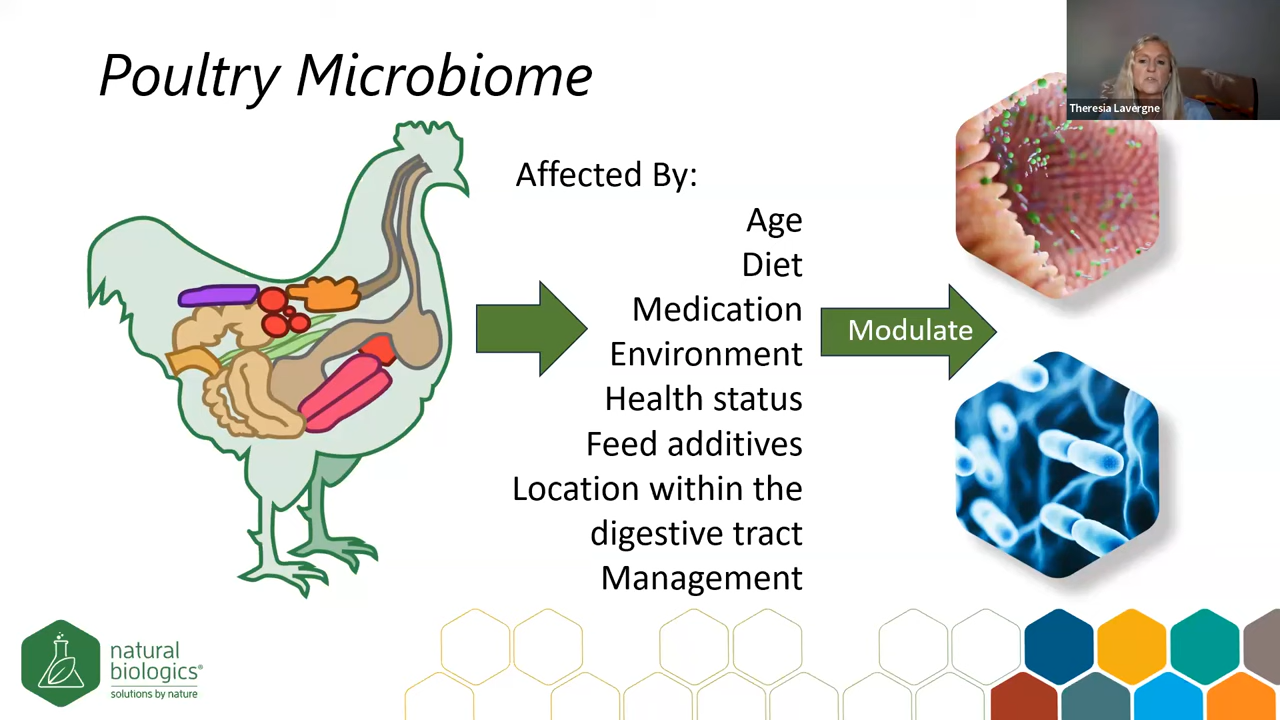 Poultry Microbiome
Theresia Lavergne
Affected By:
Age
Diet
Medication
Environment
Health status
Feed additives
Location within the
digestive tract
Management
Modulate
natural
biologics®
solutions by nature